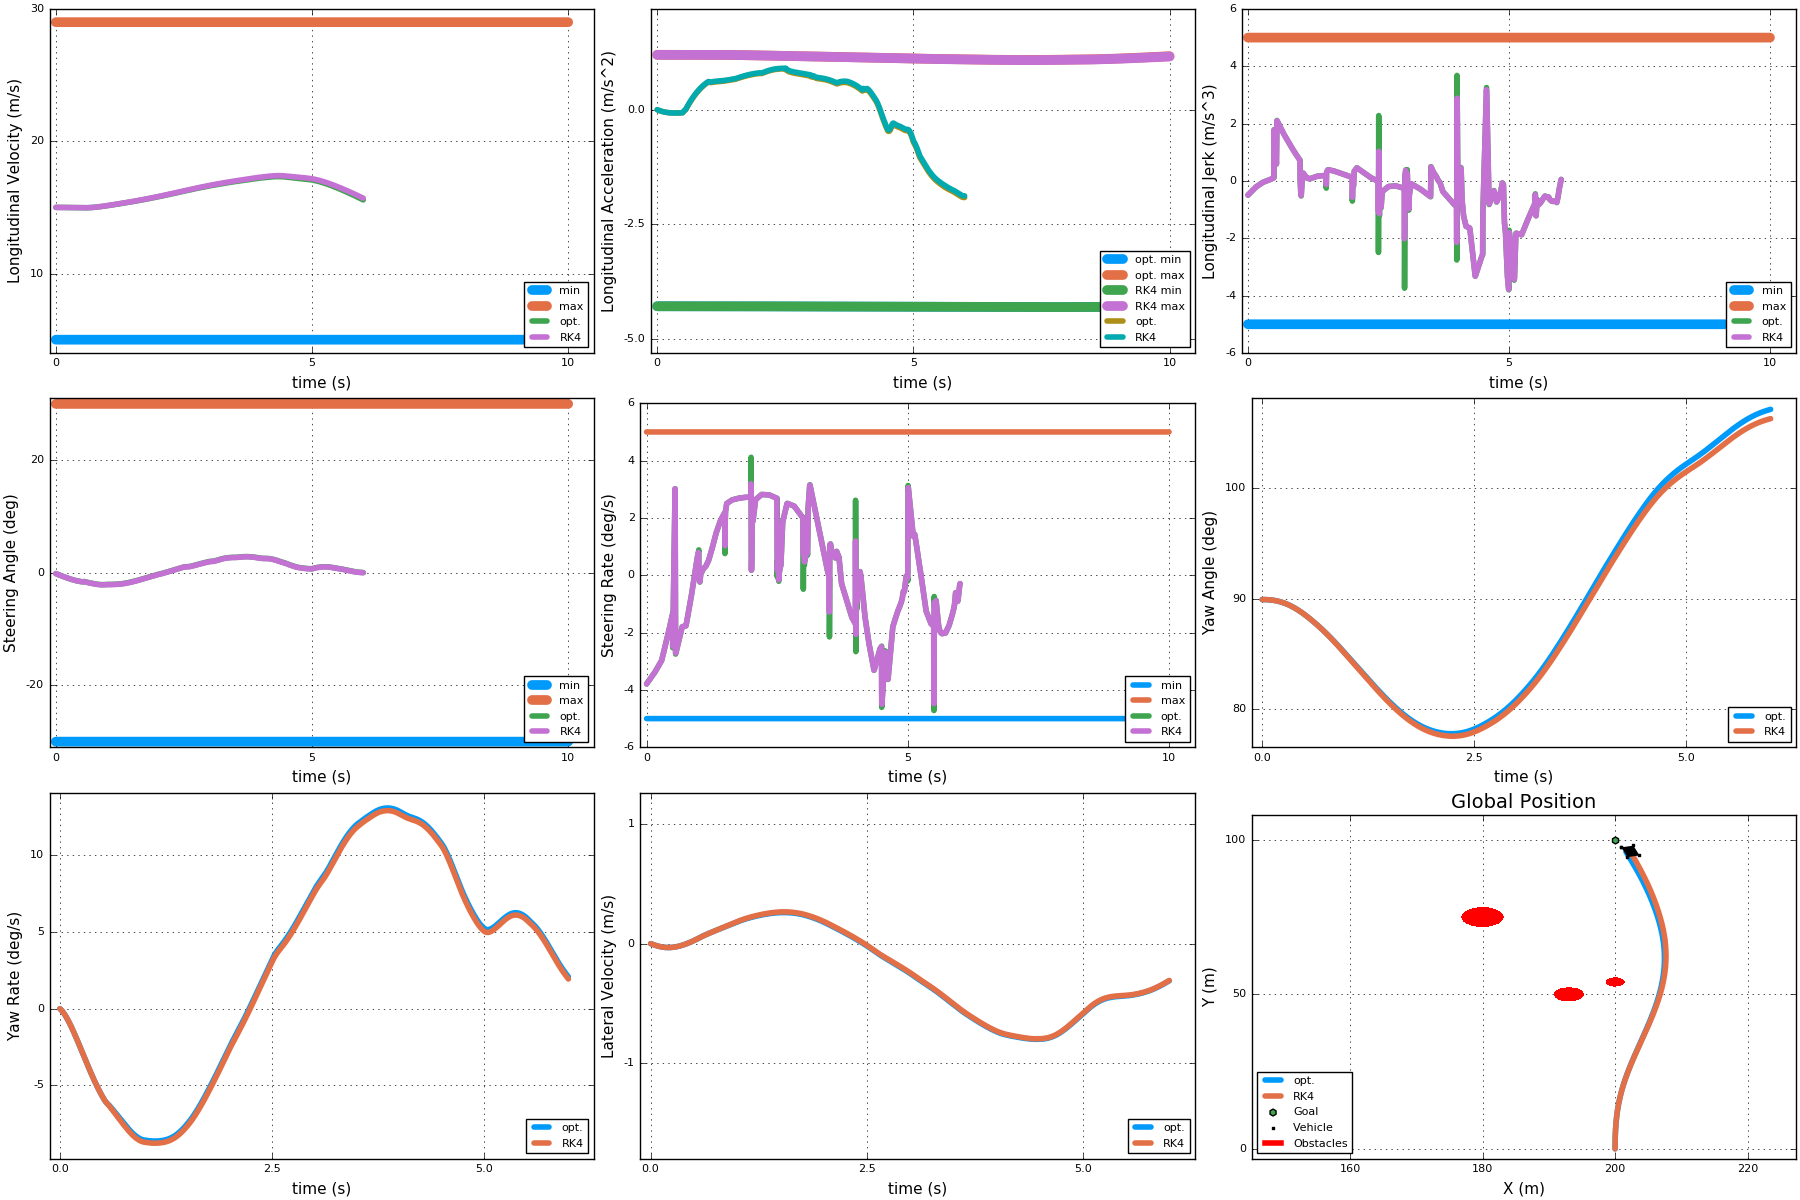 30
20
10
0
5
10
Longitudinal Velocity (m/s)
time (s)
min
max
opt.
RK4
0.0
-2.5
-5.0
0
5
10
Longitudinal Acceleration (m/s^2)
time (s)
opt. min
opt. max
RK4 min
RK4 max
opt.
RK4
6
4
2
0
-2
-4
-6
0
5
10
Longitudinal Jerk (m/s^3)
time (s)
min
max
opt.
RK4
20
0
-20
0
5
10
Steering Angle (deg)
time (s)
min
max
opt.
RK4
6
4
2
0
-2
-4
-6
0
5
10
Steering Rate (deg/s)
time (s)
min
max
opt.
RK4
100
90
80
0.0
2.5
5.0
Yaw Angle (deg)
time (s)
opt.
RK4
10
5
0
-5
0.0
2.5
5.0
Yaw Rate (deg/s)
time (s)
opt.
RK4
1
0
-1
0.0
2.5
5.0
Lateral Velocity (m/s)
time (s)
opt.
RK4
Global Position
100
50
0
160
180
200
220
Y (m)
X (m)
opt.
RK4
Goal
Vehicle
Obstacles